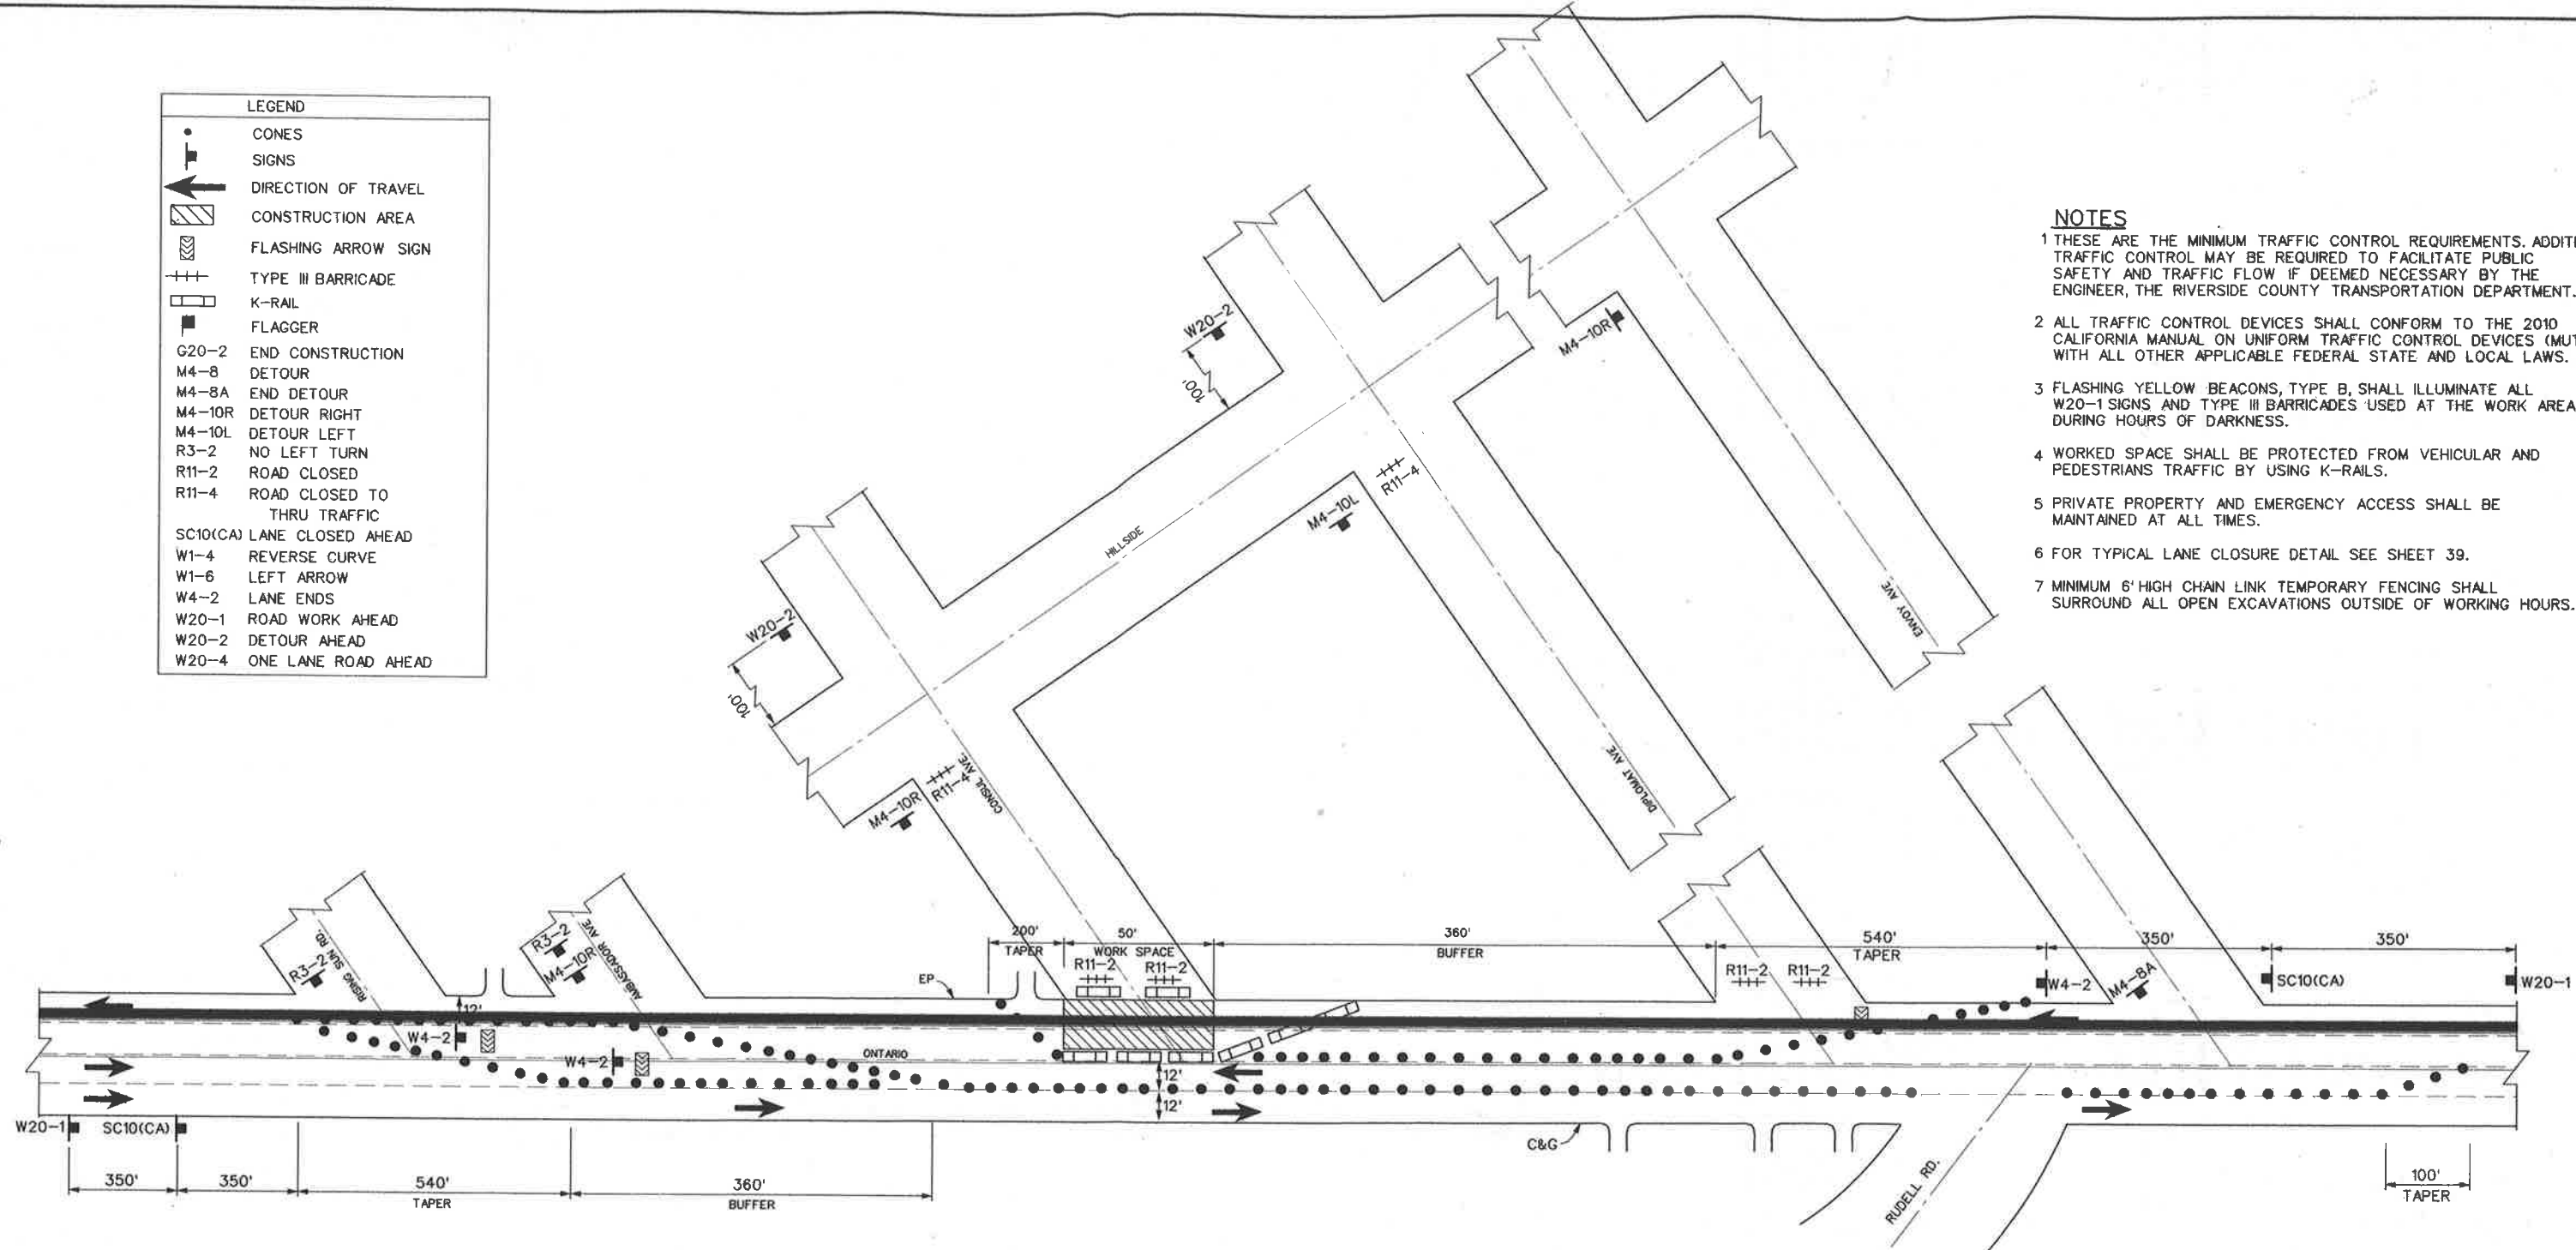 LEGEND
CONES
SIGNS
DIRECTION OF TRAVEL
CONSTRUCTION AREA
FLASHING ARROW SIGN
TYPE III BARRICADE
K-RAIL
FLAGGER
G20-2 END CONSTRUCTION
M4-8 DETOUR
M4-8A END DETOUR
M4-10R DETOUR RIGHT
M4-10L DETOUR LEFT
R3-2 NO LEFT TURN
R11-2 ROAD CLOSED
R11-4 ROAD CLOSED TO
THRU TRAFFIC
SC10(CA) LANE CLOSED AHEAD
W1-4 REVERSE CURVE
W1-6 LEFT ARROW
W4-2 LANE ENDS
W20-1 ROAD WORK AHEAD
W20-2 DETOUR AHEAD
W20-4 ONE LANE ROAD AHEAD
NOTES
1 THESE ARE THE MINIMUM TRAFFIC CONTROL REQUIREMENTS. ADDITI
TRAFFIC CONTROL MAY BE REQUIRED TO FACILITATE PUBLIC
SAFETY AND TRAFFIC FLOW IF DEEMED NECESSARY BY THE
ENGINEER, THE RIVERSIDE COUNTY TRANSPORTATION DEPARTMENT.
2 ALL TRAFFIC CONTROL DEVICES SHALL CONFORM TO THE 2010
CALIFORNIA MANUAL ON UNIFORM TRAFFIC CONTROL DEVICES (MUT
WITH ALL OTHER APPLICABLE FEDERAL STATE AND LOCAL LAWS.
3 FLASHING YELLOW BEACONS, TYPE B, SHALL ILLUMINATE ALL
W20-1 SIGNS AND TYPE III BARRICADES USED AT THE WORK AREA
DURING HOURS OF DARKNESS.
4 WORKED SPACE SHALL BE PROTECTED FROM VEHICULAR AND
PEDESTRIANS TRAFFIC BY USING K-RAILS.
5 PRIVATE PROPERTY AND EMERGENCY ACCESS SHALL BE
MAINTAINED AT ALL TIMES.
6 FOR TYPICAL LANE CLOSURE DETAIL SEE SHEET 39.
7 MINIMUM 6' HIGH CHAIN LINK TEMPORARY FENCING SHALL
SURROUND ALL OPEN EXCAVATIONS OUTSIDE OF WORKING HOURS.
W20-2
100'
M4-10R
R11-4
M4-10L
HILLSIDE
W20-2
100'
ENVOY AVE
DIPLOMAT AVE
CONSUL AVE.
R11-4
M4-10R
R3-2
RISING SUN RD.
R3-2
M4-10R
AMBASSADOR AVE
200'
TAPER
50'
WORK SPACE
360'
BUFFER
540'
TAPER
350'
350'
R11-2
R11-2
R11-2
R11-2
EP
W4-2
M4-8A
SC10(CA)
W20-1
12'
W4-2
W4-2
ONTARIO
12'
12'
W20-1
SC10(CA)
C&G
RUDELL RD.
350'
350'
540'
TAPER
360'
BUFFER
100'
TAPER